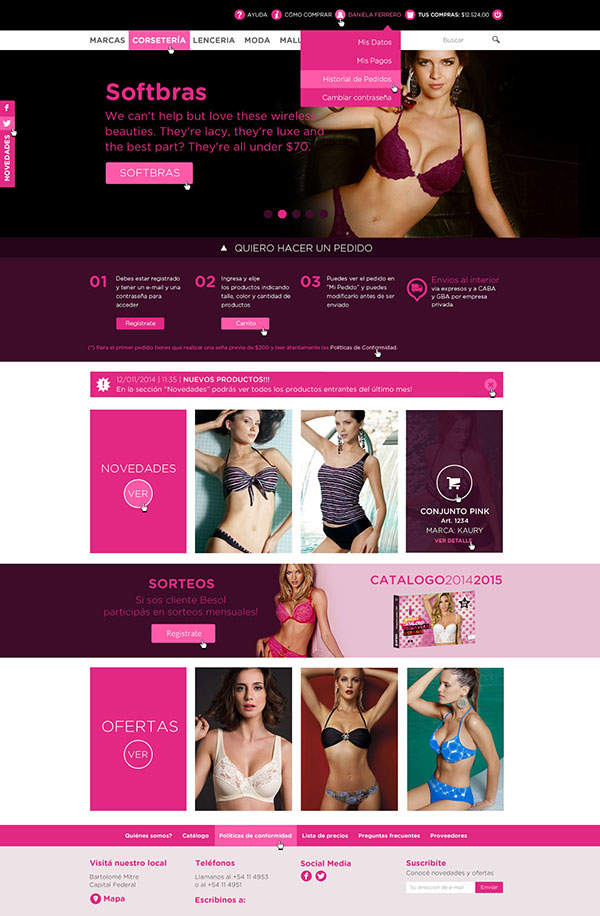 AYUDA CÓMO COMPRAR DANIELA FERRERO TUS COMPRAS: $12.524,00
MARCAS CORSETERÍA LENCERIA MODA MALL
Buscar
Mis Datos
Mis Pagos
Historial de Pedidos
Cambiar contraseña
NOVEDADES
Softbras
We can't help but love these wireless
beauties. They're lacy, they're luxe and
the best part? They're all under $70.
SOFTBRAS
QUIERO HACER UN PEDIDO
01
Debes estar registrado
y tener un e-mail y una
contraseña para
acceder
Registrate
02
Ingresa y elije
los productos indicando
talle, color y cantidad de
productos
Carrito
03
Puedes ver el pedido en
"Mi Pedido" y puedes
modificarlo antes de ser
enviado
Envios al interior
via expresos y a CABA
y GBA por empresa
privada.
(*) Para el primer pedido tienes que realizar una seña previa de $200 y leer atentamente las Políticas de Conformidad.
12/011/2014 | 11:35 | NUEVOS PRODUCTOS!!!
En la sección "Novedades" podrás ver todos los productos entrantes del último mes!
NOVEDADES
VER
CONJUNTO PINK
Art. 1234
MARCA: KAURY
VER DETALLE
SORTEOS
Si sos cliente Besol
participás en sorteos mensuales!
Registrate
CATALOGO20142015
OFERTAS
VER
Quiénes somos? Catálogo Políticas de conformidad Lista de precios Preguntas frecuentes Proveedores
Visitá nuestro local
Bartolomé Mitre
Capital Federal
Mapa
Teléfonos
Llamanos al +54 11 4953
o al +54 11 4951
Escribinos a:
Social Media
Suscribite
Conocé novedades y ofertas
Su direccion de e-mail
Enviar